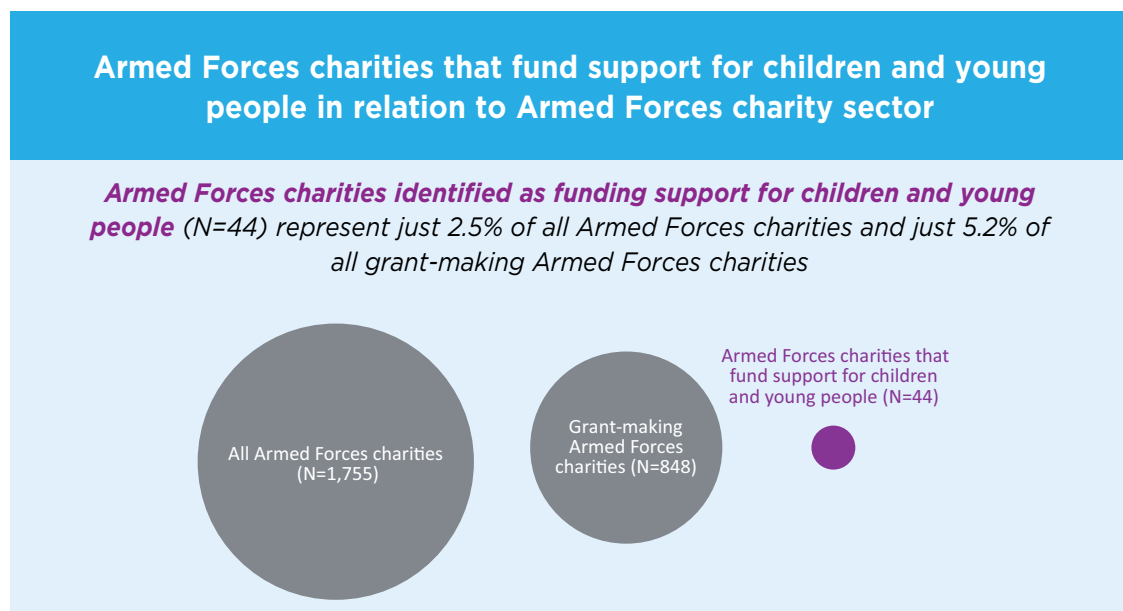 Armed Forces charities that fund support for children and young
people in relation to Armed Forces charity sector
Armed Forces charities identified as funding support for children and young
people (N=44) represent just 2.5% of all Armed Forces charities and just 5.2% of
all grant-making Armed Forces charities
All Armed Forces charities
(N=1,755)
Grant-making
Armed Forces
charities (N=848)
Armed Forces charities that
fund support for children
and young people (N=44)